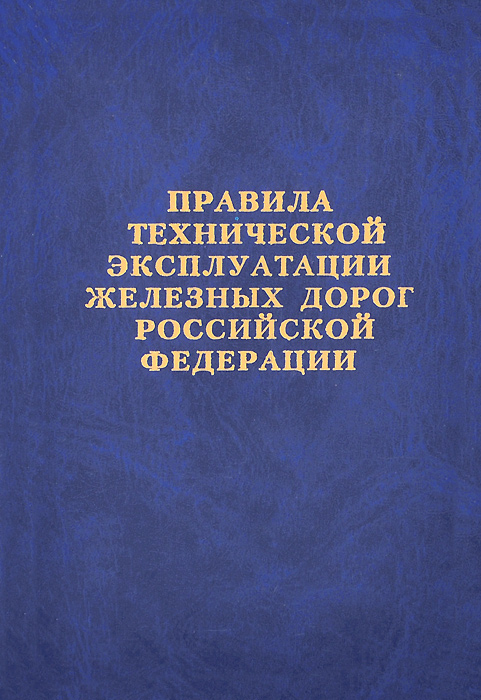 ПРАВИЛА
ТЕХНИЧЕСКОЙ
ЭКСПЛУАТАЦИИ
ЖЕЛЕЗНЫХ ДОРОГ
РОССИЙСКОЙ
ФЕДЕРАЦИИ